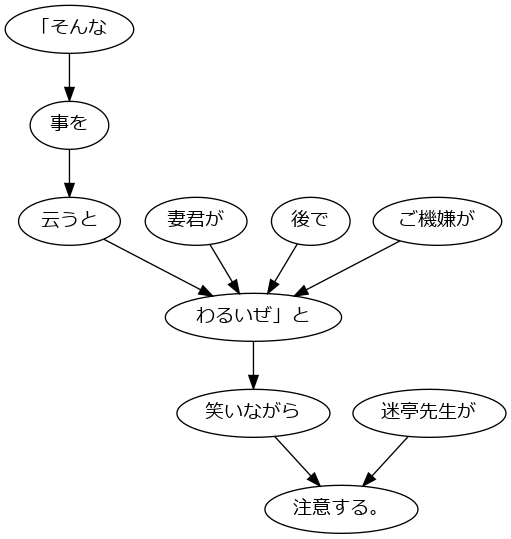 「そんな
事を
云うと
妻君が
後で
ご機嫌が
わるいぜ」と
笑いながら
迷亭先生が
注意する。